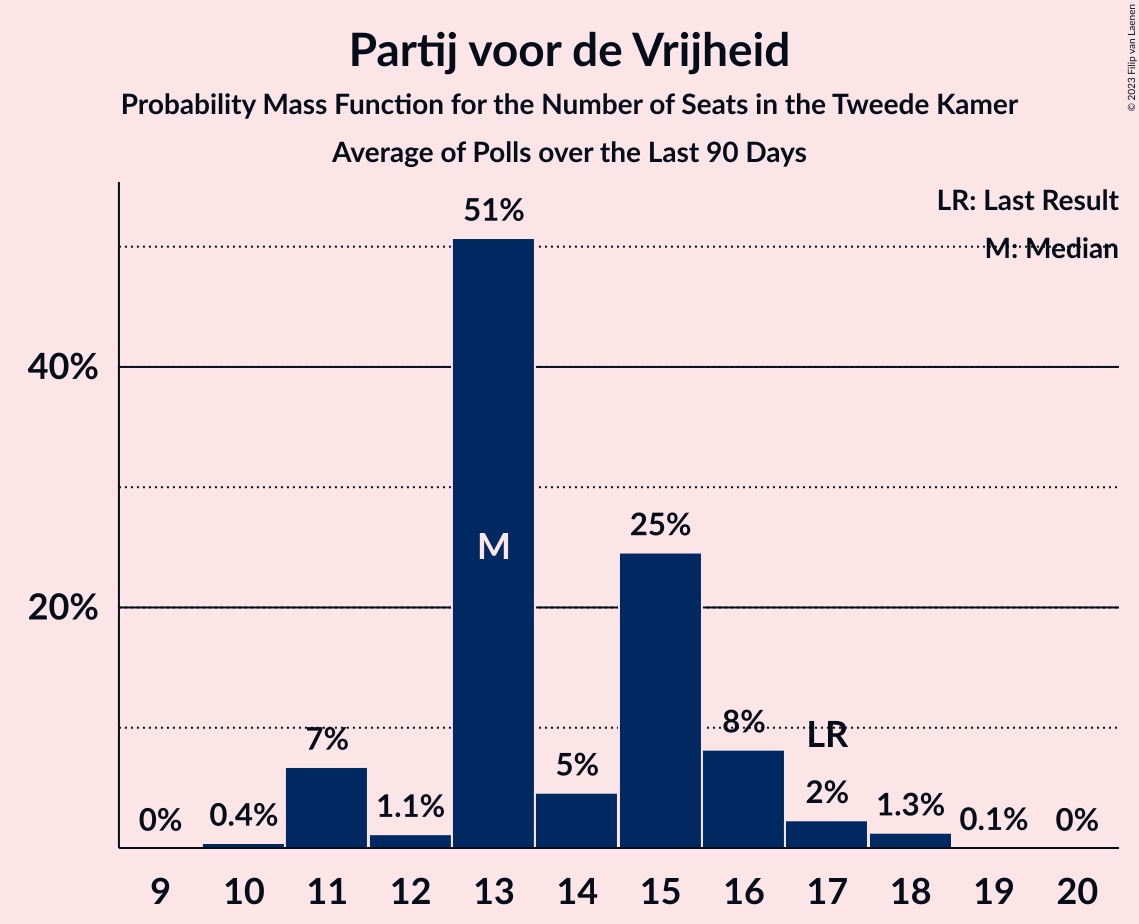 Partij voor de Vrijheid
Probability Mass Function for the Number of Seats in the Tweede Kamer
Average of Polls over the Last 90 Days
© 2023 Filip van Laenen
LR: Last Result
M: Median
51%
40%
M
25%
20%
8%
LR
7%
5%
2%
1.3%
1.1%
0.4%
0%
0.1%
0%
9 10 11 12 13 14 15 16 17 18 19 20